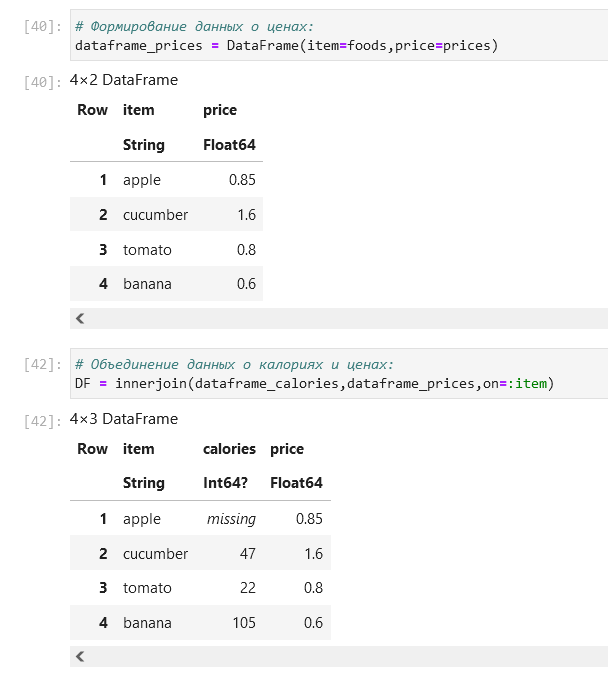 [40]: # Формирование данных о ценах:
dataframe_prices = DataFrame(item=foods,price=prices)
[40]: 4×2 DataFrame
Row item price
String Float64
1 apple 0.85
2 cucumber 1.6
3 tomato 0.8
4 banana 0.6
[42]: # Объединение данных о калориях и ценах:
DF = innerjoin(dataframe_calories,dataframe_prices,on=:item)
[42]: 4×3 DataFrame
Row item calories price
String Int64? Float64
1 apple missing 0.85
2 cucumber 47 1.6
3 tomato 22 0.8
4 banana 105 0.6